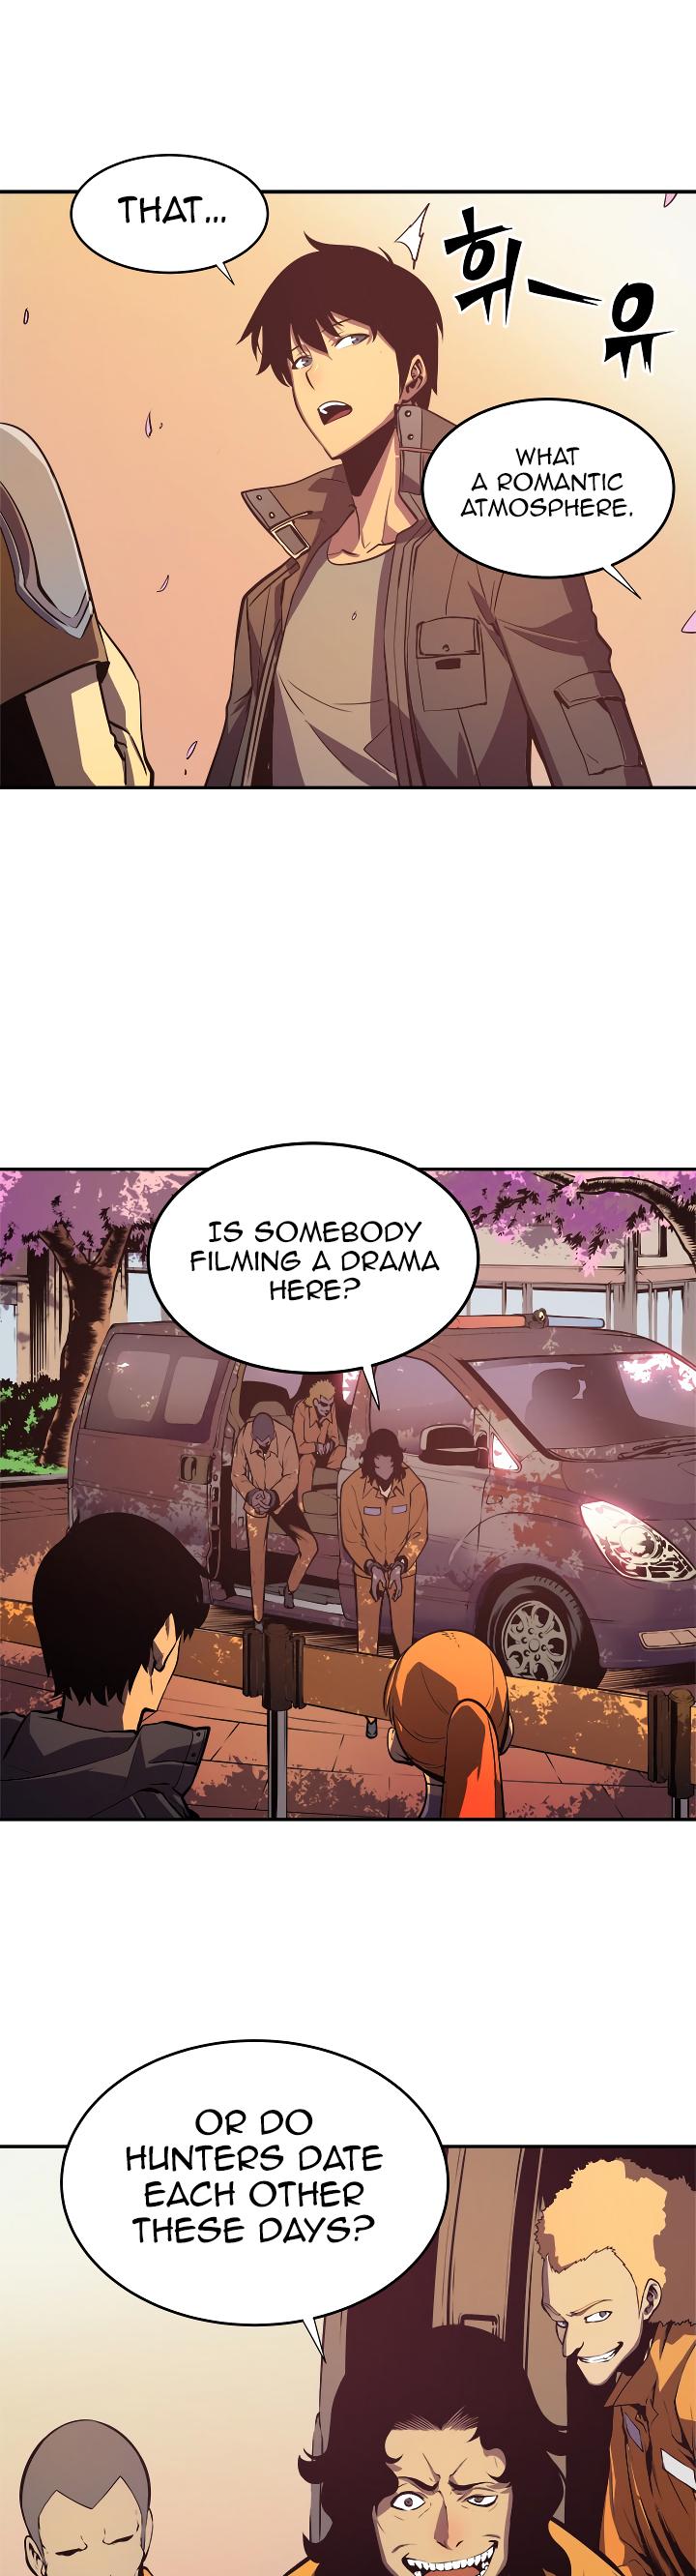 THAT...
휘-유
WHAT
A ROMANTIC
ATMOSPHERE.
IS SOMEBODY
FILMING A DRAMA
HERE?
OR DO
HUNTERS DATE
EACH OTHER
THESE DAYS?